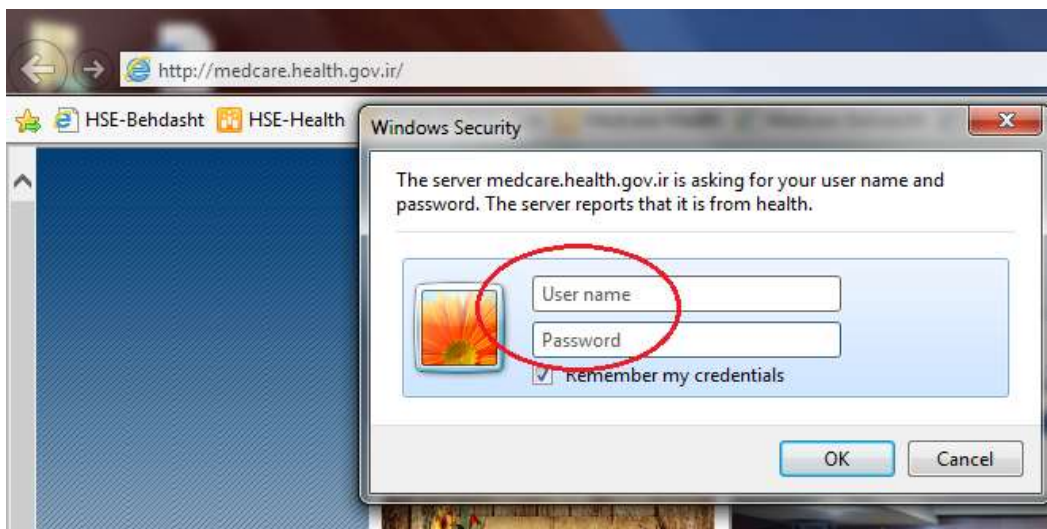 http://medcare.health.gov.ir/
HSE-Behdasht HSE-Health
Windows Security
The server medcare.health.gov.ir is asking for your user name and
password. The server reports that it is from health.
User name
Password
Remember my credentials
OK Cancel